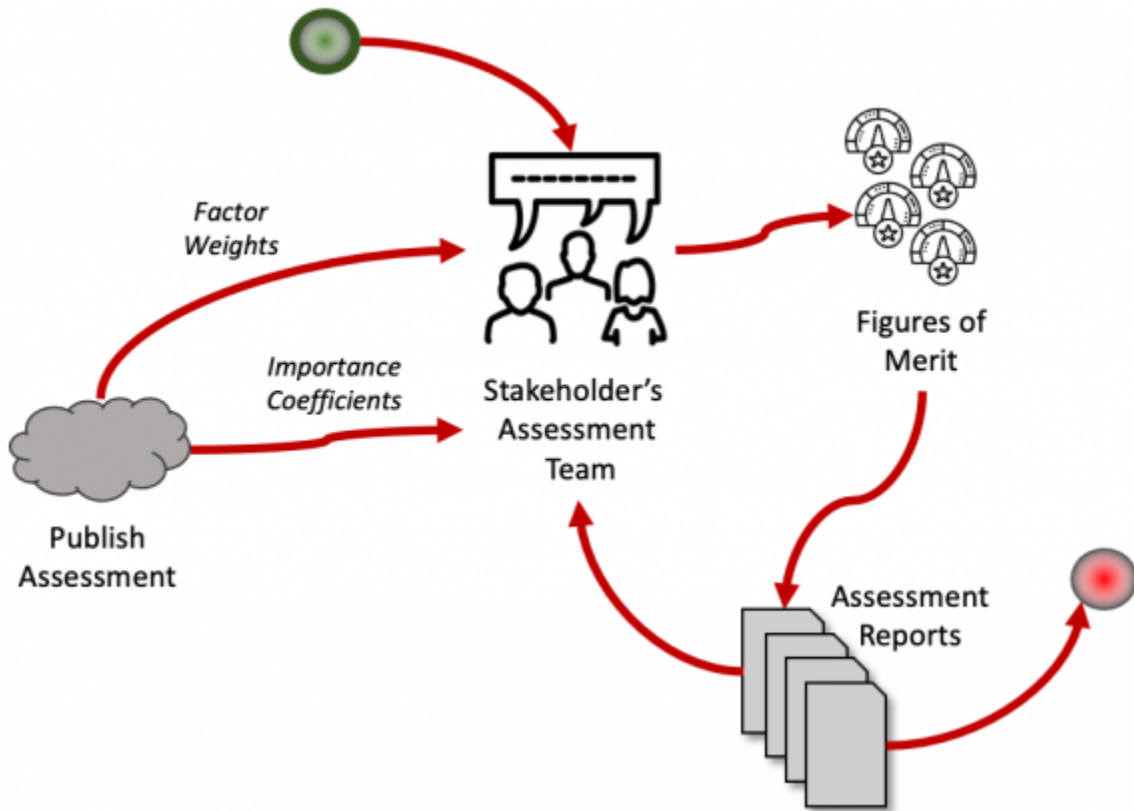 Factor
Weights
Importance
Coefficients
Stakeholder's
Assessment
Team
Figures of
Merit
Publish
Assessment
Assessment
Reports